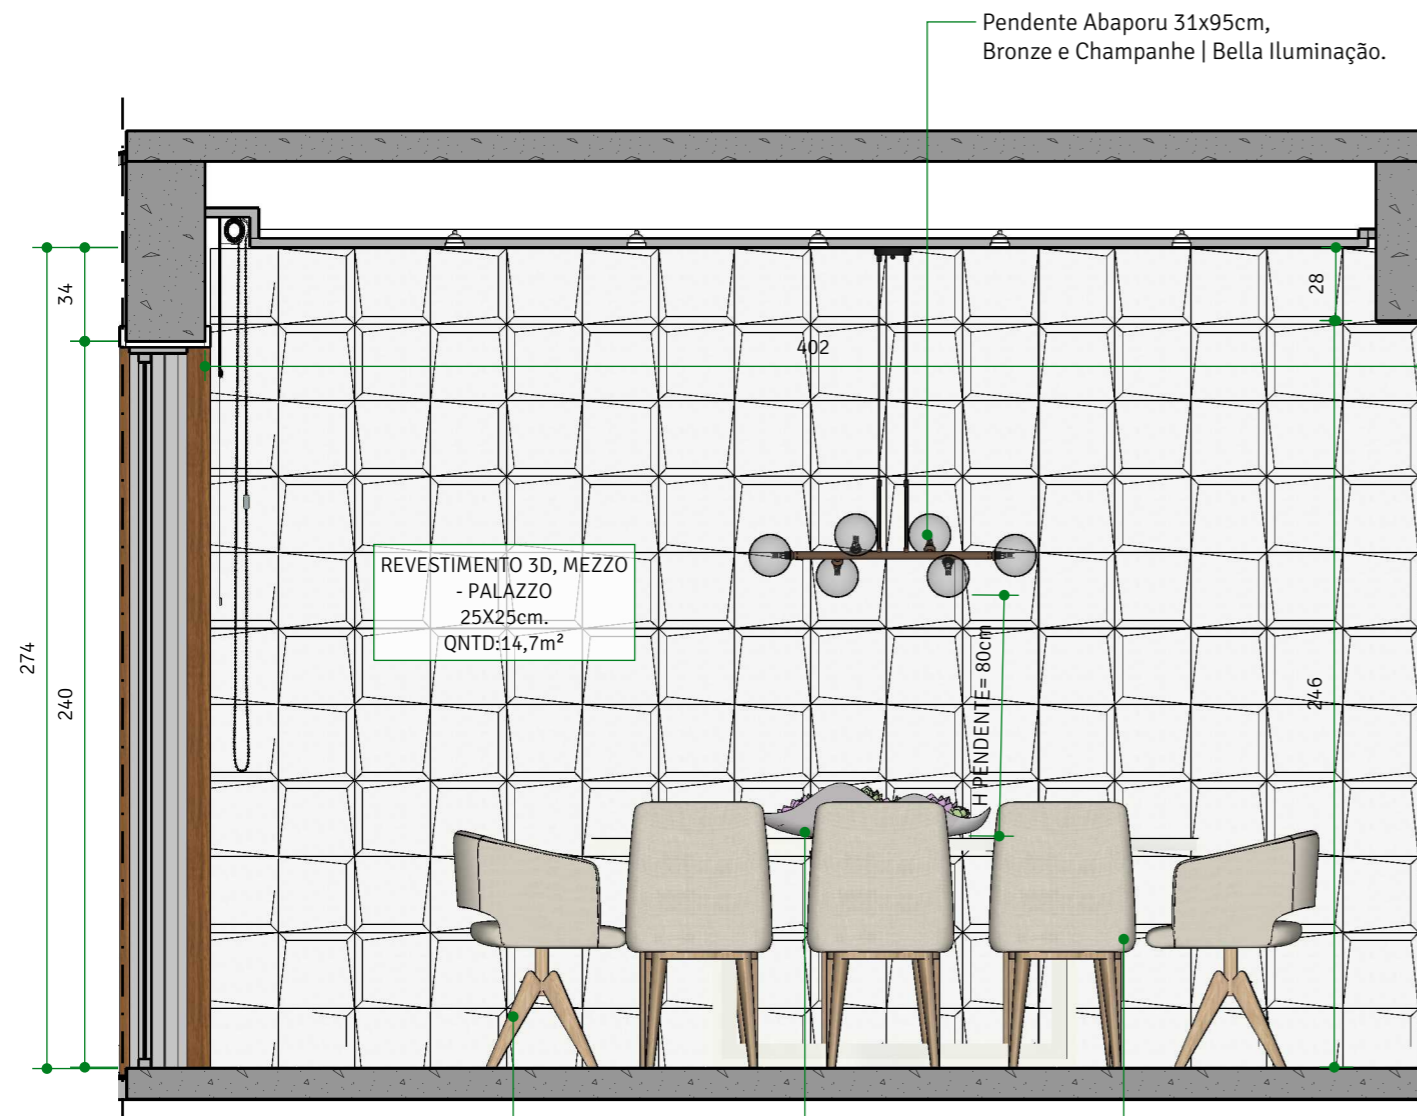 Pendente Abaporu 31x95cm,
Bronze e Champanhe | Bella Iluminação.
34
28
402
REVESTIMENTO 3D, MEZZO
- PALAZZO
25X25cm.
QNTD:14,7m²
H PENDENTE= 80cm
274
240
246